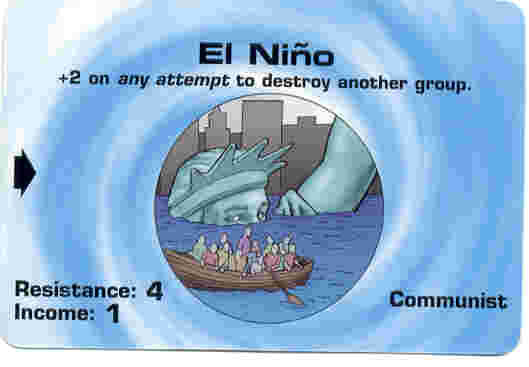 El Niño
+2 on any attempt to destroy another group.
Resistance: 4
Income: 1
Communist